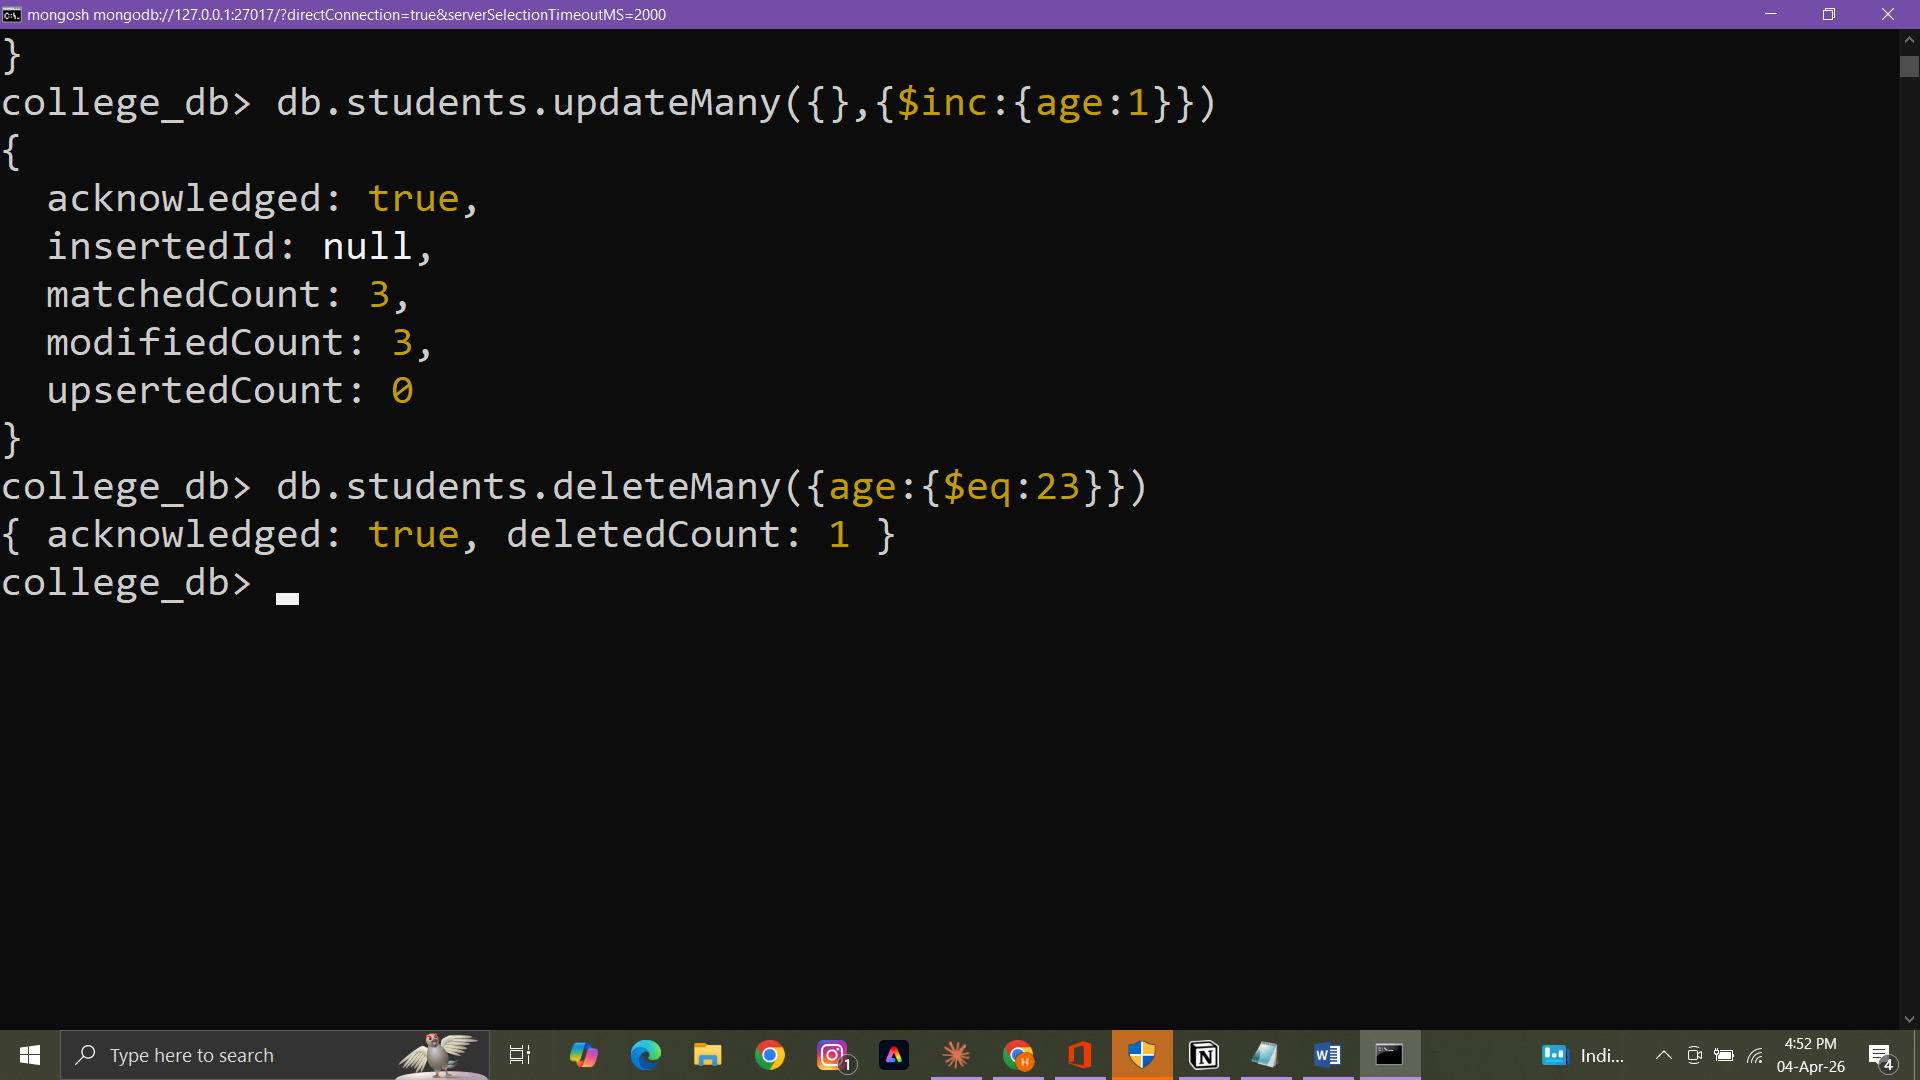 mongosh mongodb://127.0.0.1:27017/?directConnection=true&serverSelectionTimeoutMS=2000
}
college_db> db.students.updateMany({},{$inc:{age:1}})
{
  acknowledged: true,
  insertedId: null,
  matchedCount: 3,
  modifiedCount: 3,
  upsertedCount: 0
}
college_db> db.students.deleteMany({age:{$eq:23}})
{ acknowledged: true, deletedCount: 1 }
college_db>
Type here to search
1
Indi...
4:52 PM
04-Apr-26
4